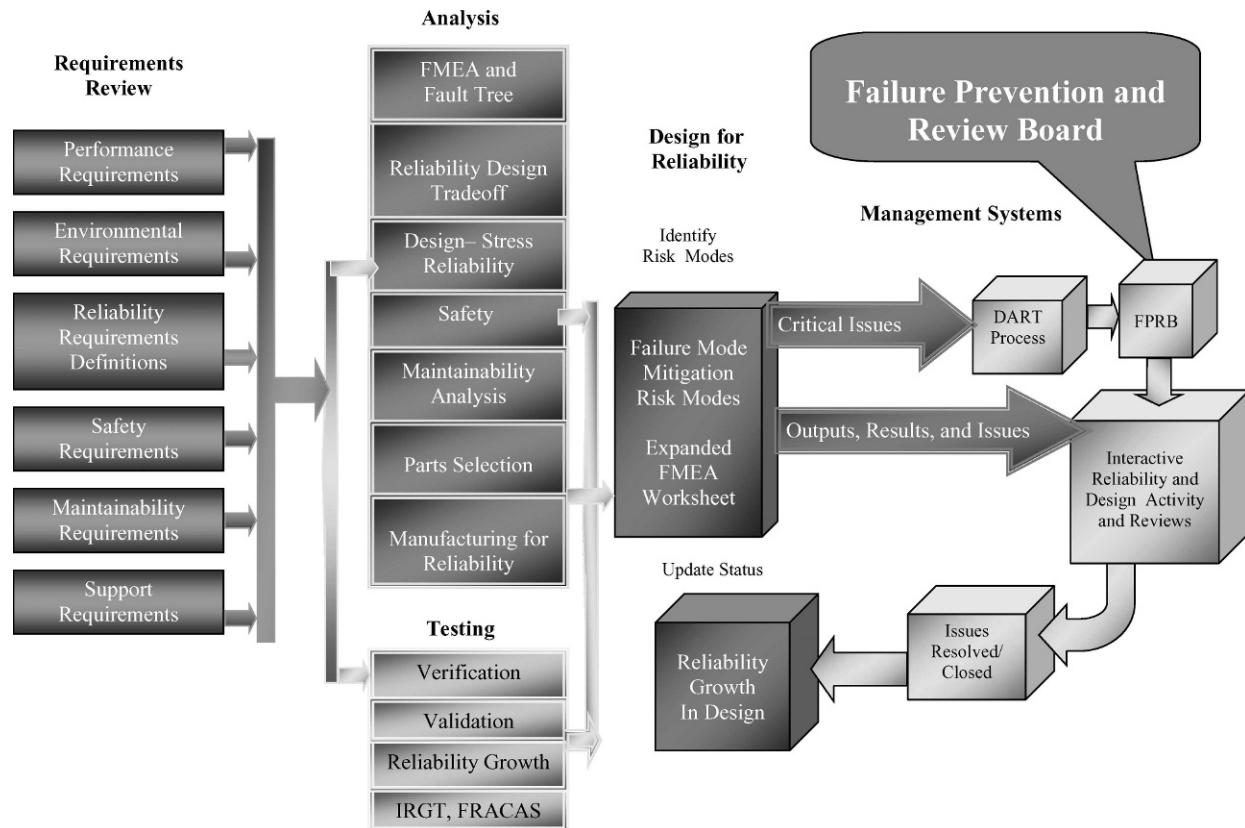 Requirements
Review
Performance
Requirements
Environmental
Requirements
Reliability
Requirements
Definitions
Safety
Requirements
Maintainability
Requirements
Support
Requirements
Analysis
FMEA and
Fault Tree
Reliability Design
Tradeoff
Design– Stress
Reliability
Safety
Maintainability
Analysis
Parts Selection
Manufacturing for
Reliability
Testing
Verification
Validation
Reliability Growth
IRGT, FRACAS
Design for
Reliability
Identify
Risk Modes
Failure Mode
Mitigation
Risk Modes
Expanded
FMEA
Worksheet
Critical Issues
Outputs, Results, and Issues
Failure Prevention and
Review Board
Management Systems
DART
Process
FPRB
Interactive
Reliability and
Design Activity
and Reviews
Issues
Resolved/
Closed
Update Status
Reliability
Growth
In Design